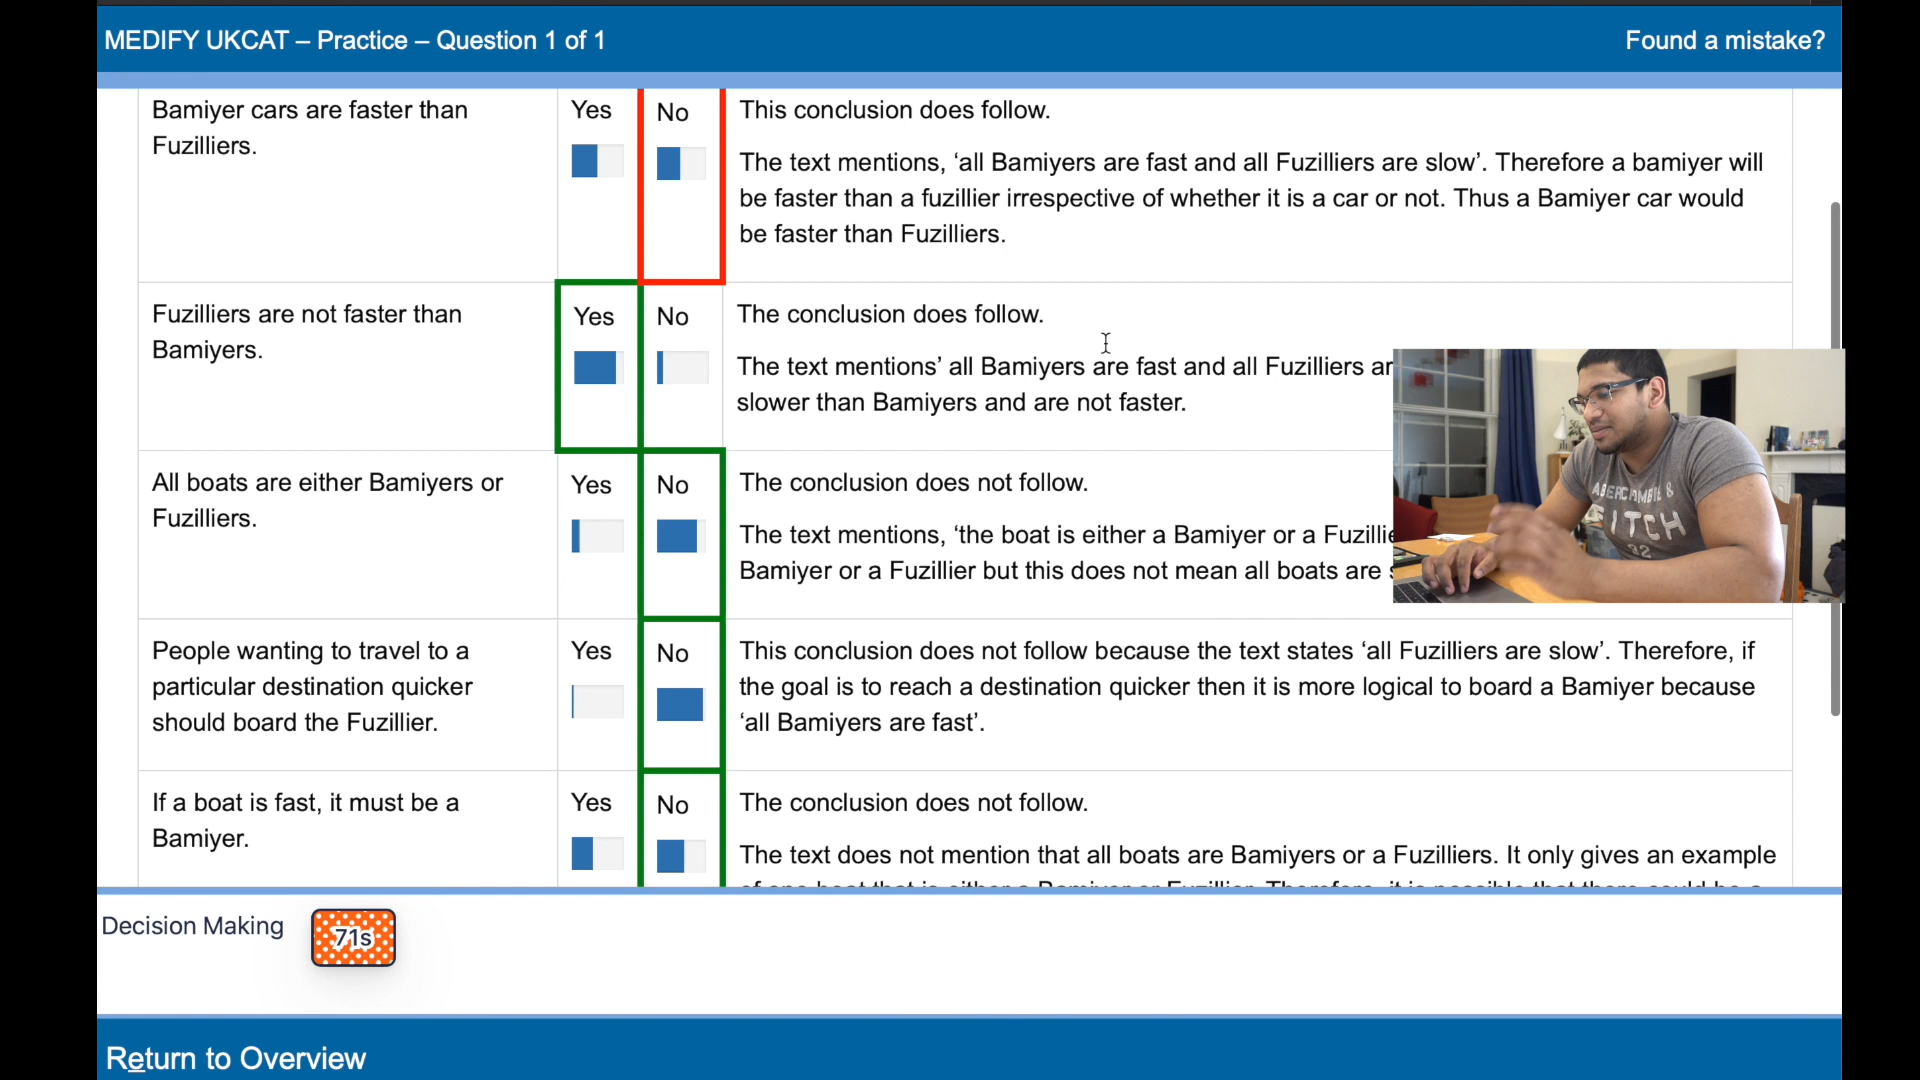 MEDIFY UKCAT – Practice – Question 1 of 1
Found a mistake?
Bamiyer cars are faster than
Fuzilliers.
Yes
No
This conclusion does follow.
The text mentions, ‘all Bamiyers are fast and all Fuzilliers are slow’. Therefore a bamiyer will
be faster than a fuzillier irrespective of whether it is a car or not. Thus a Bamiyer car would
be faster than Fuzilliers.
Fuzilliers are not faster than
Bamiyers.
Yes
No
The conclusion does follow.
The text mentions’ all Bamiyers are fast and all Fuzilliers
slower than Bamiyers and are not faster.
All boats are either Bamiyers or
Fuzilliers.
Yes
No
The conclusion does not follow.
The text mentions, ‘the boat is either a Bamiyer or a
Bamiyer or a Fuzillier but this does not mean all boats are
ABERCROMBIE &
FITCH
People wanting to travel to a
particular destination quicker
should board the Fuzillier.
Yes
No
This conclusion does not follow because the text states ‘all Fuzilliers are slow’. Therefore, if
the goal is to reach a destination quicker then it is more logical to board a Bamiyer because
‘all Bamiyers are fast’.
If a boat is fast, it must be a
Bamiyer.
Yes
No
The conclusion does not follow.
The text does not mention that all boats are Bamiyers or a Fuzilliers. It only gives an example
Decision Making
71s
Return to Overview